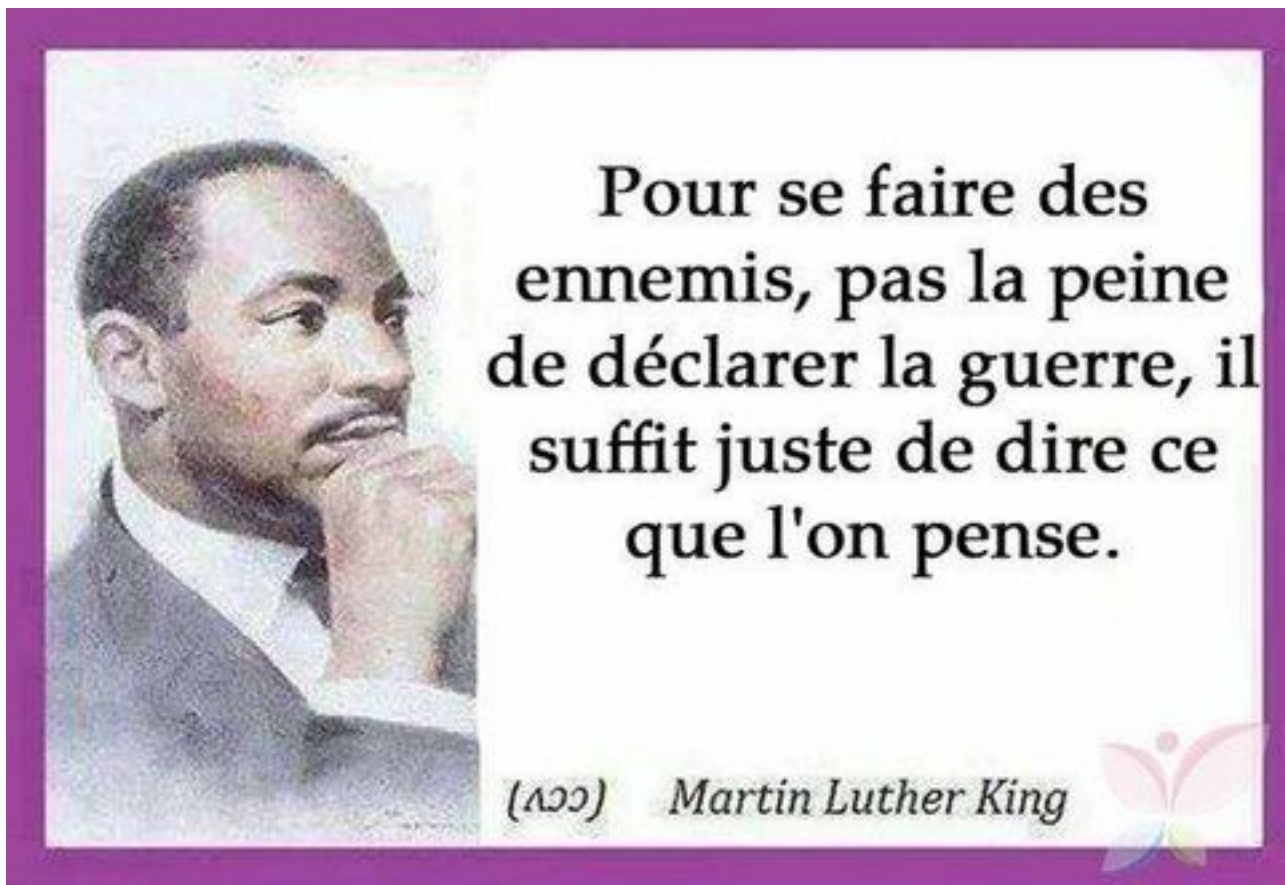 Pour se faire des
ennemis, pas la peine
de déclarer la guerre, il
suffit juste de dire ce
que l'on pense.
(ʌɔɔ) Martin Luther King